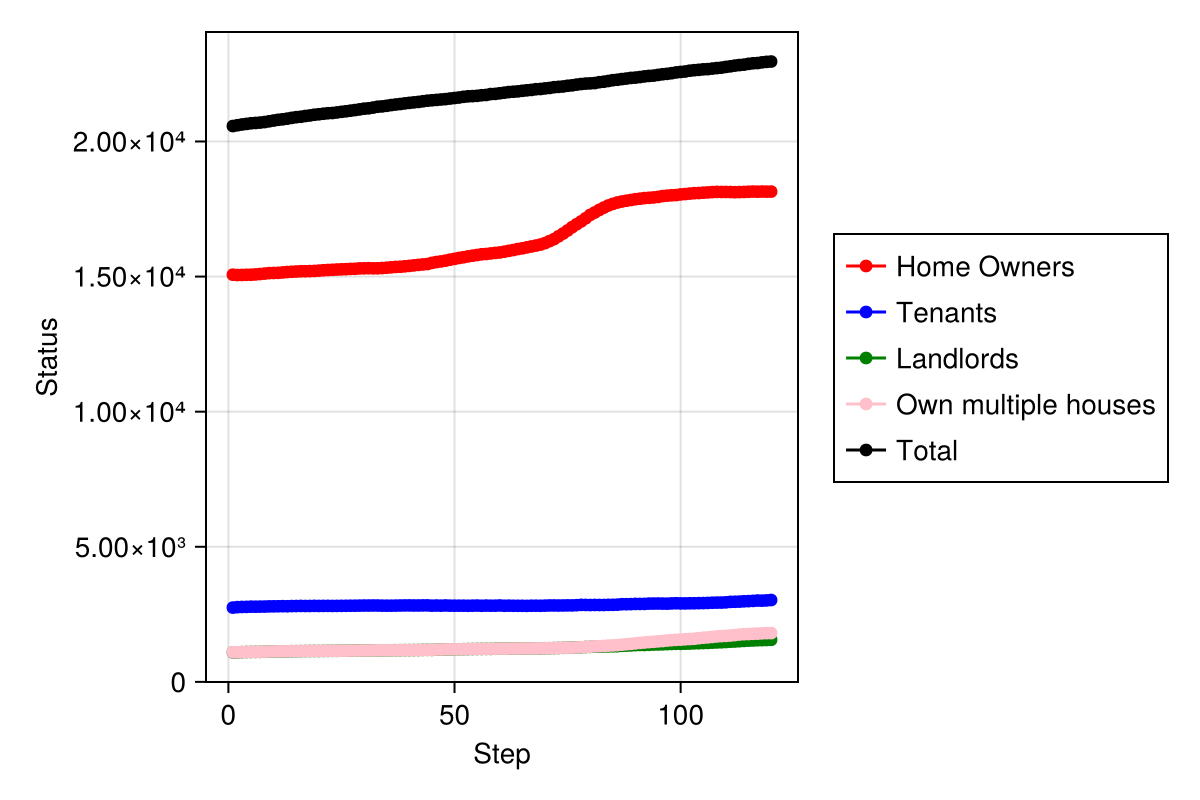 2.00×10⁴
1.50×10⁴
1.00×10⁴
5.00×10³
0
0 50 100
Status
Step
Home Owners
Tenants
Landlords
Own multiple houses
Total